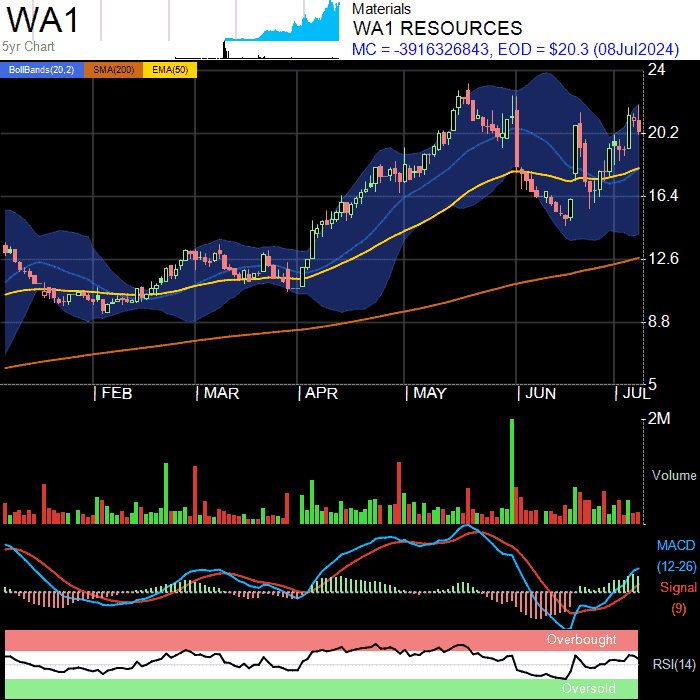 WA1
5yr Chart
Materials
WA1 RESOURCES
MC = -3916326843, EOD = $20.3 (08Jul2024)
BollBands(20,2) SMA(200) EMA(50)
24
20.2
16.4
12.6
8.8
5
FEB MAR APR MAY JUN JUL
2M
Volume
MACD
(12-26)
Signal
(9)
Overbought
RSI(14)
Oversold